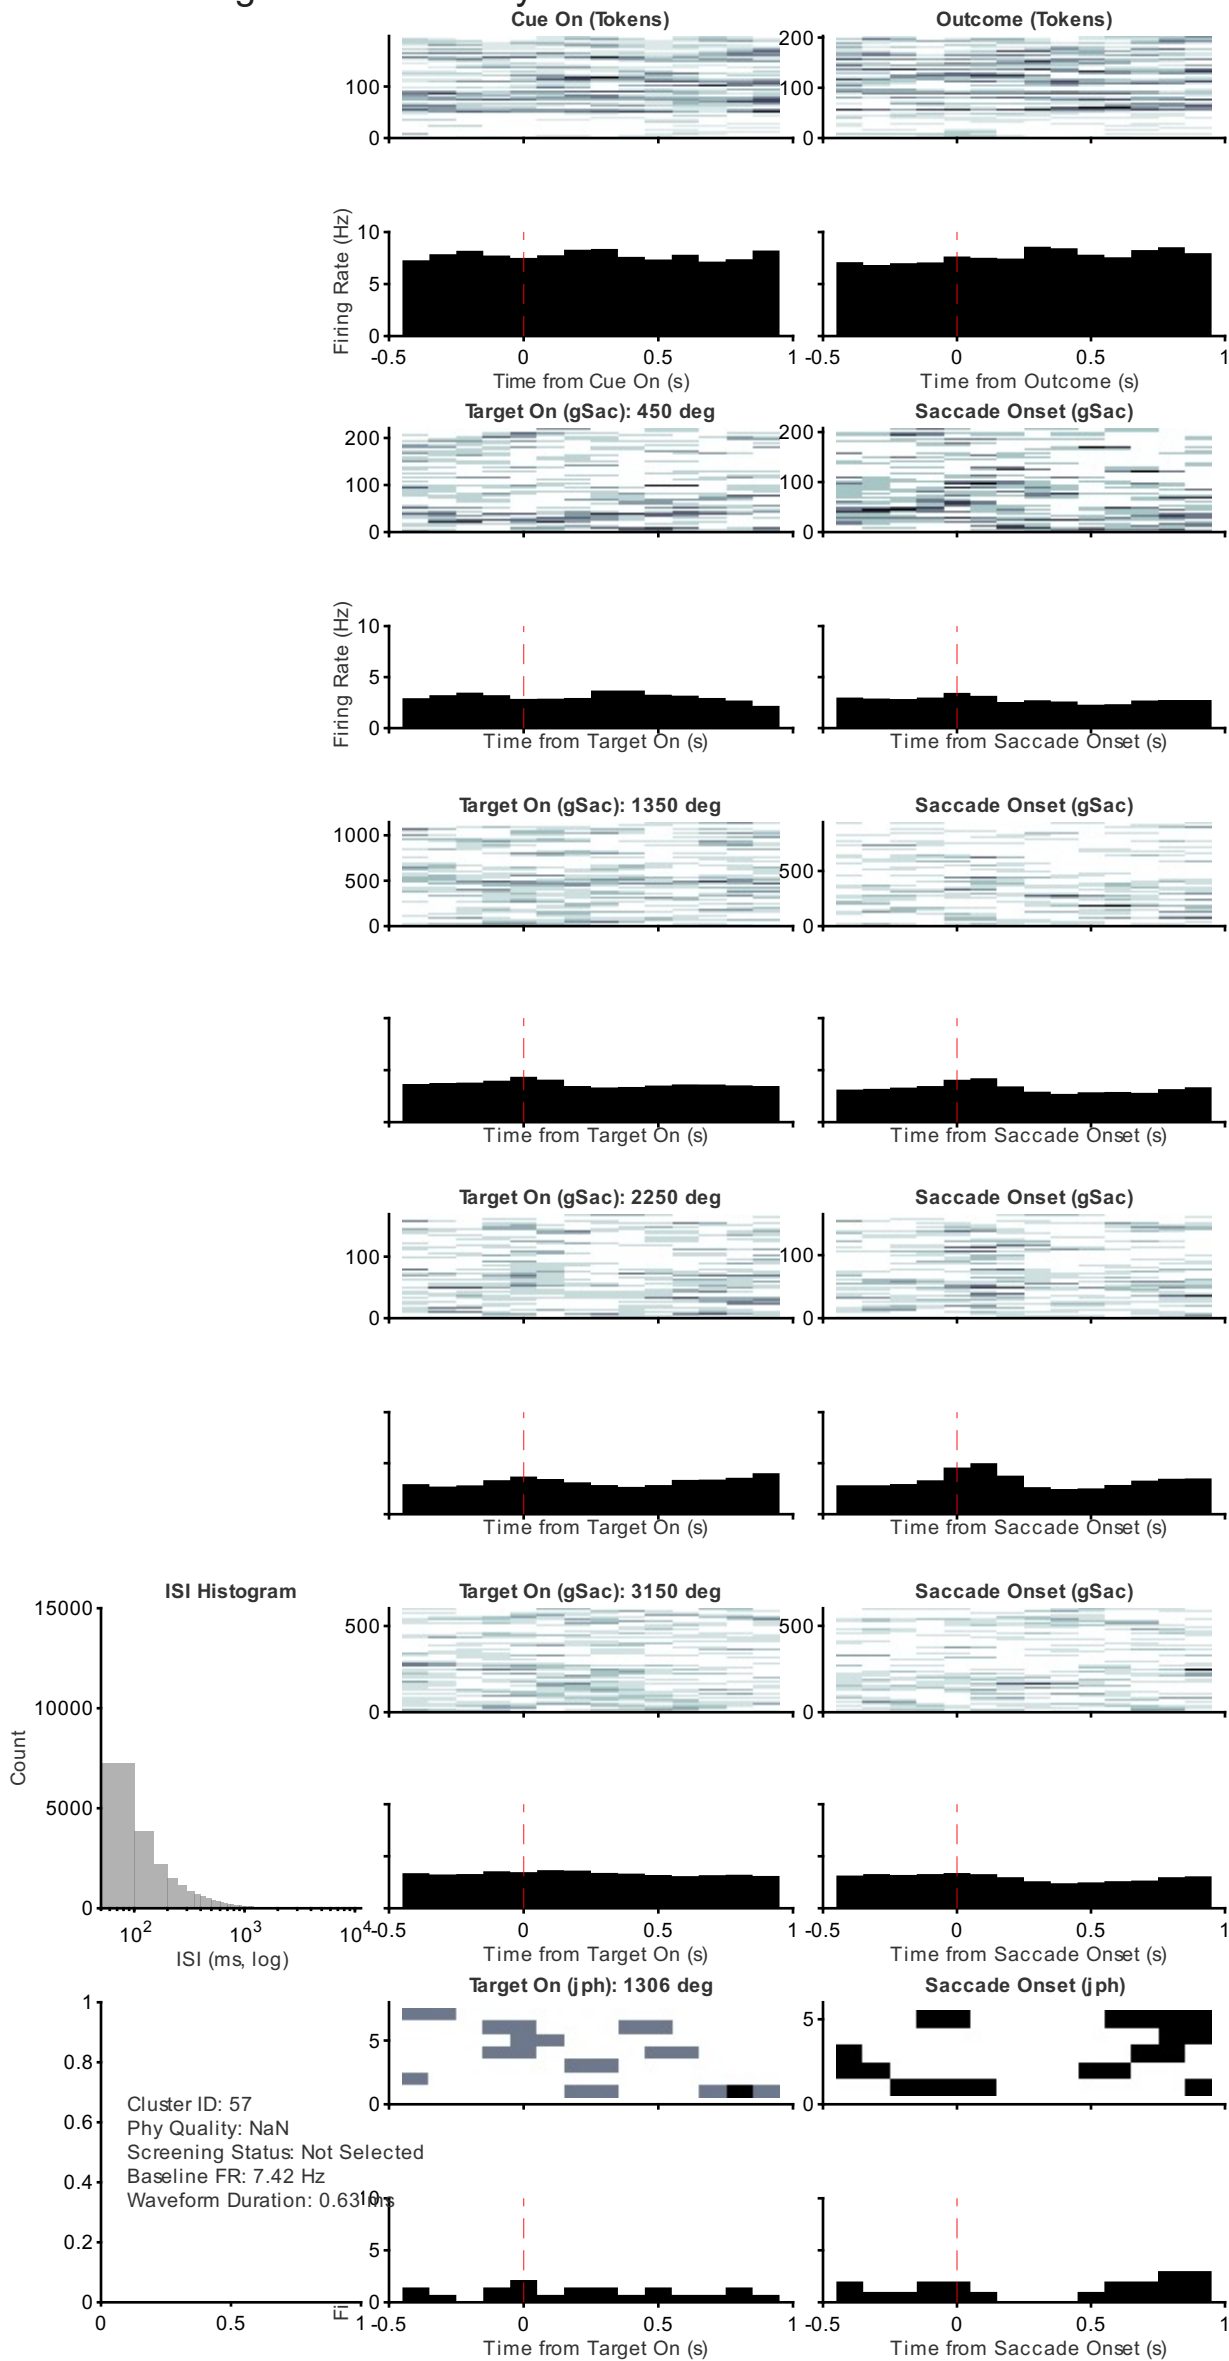 Cue On (Tokens)
Outcome (Tokens)
100
0
200
100
0
Firing Rate (Hz)
10
5
0
-0.5 0 0.5 1
Time from Cue On (s)
-0.5 0 0.5 1
Time from Outcome (s)
Target On (gSac): 450 deg
Saccade Onset (gSac)
200
100
0
200
100
0
Firing Rate (Hz)
10
5
0
Time from Target On (s)
Time from Saccade Onset (s)
Target On (gSac): 1350 deg
Saccade Onset (gSac)
1000
500
0
500
0
Time from Target On (s)
Time from Saccade Onset (s)
Target On (gSac): 2250 deg
Saccade Onset (gSac)
100
0
100
0
Time from Target On (s)
Time from Saccade Onset (s)
ISI Histogram
15000
10000
5000
0
Count
10² 10³ 10⁴
ISI (ms, log)
Target On (gSac): 3150 deg
Saccade Onset (gSac)
500
0
500
0
-0.5 0 0.5 1
Time from Target On (s)
-0.5 0 0.5 1
Time from Saccade Onset (s)
Target On (jph): 1306 deg
Saccade Onset (jph)
1
0.8
0.6
0.4
0.2
0
0 0.5 1
Cluster ID: 57
Phy Quality: NaN
Screening Status: Not Selected
Baseline FR: 7.42 Hz
Waveform Duration: 0.63 ms
5
0
5
0
10
5
0
Fi
-0.5 0 0.5 1
Time from Target On (s)
-0.5 0 0.5 1
Time from Saccade Onset (s)